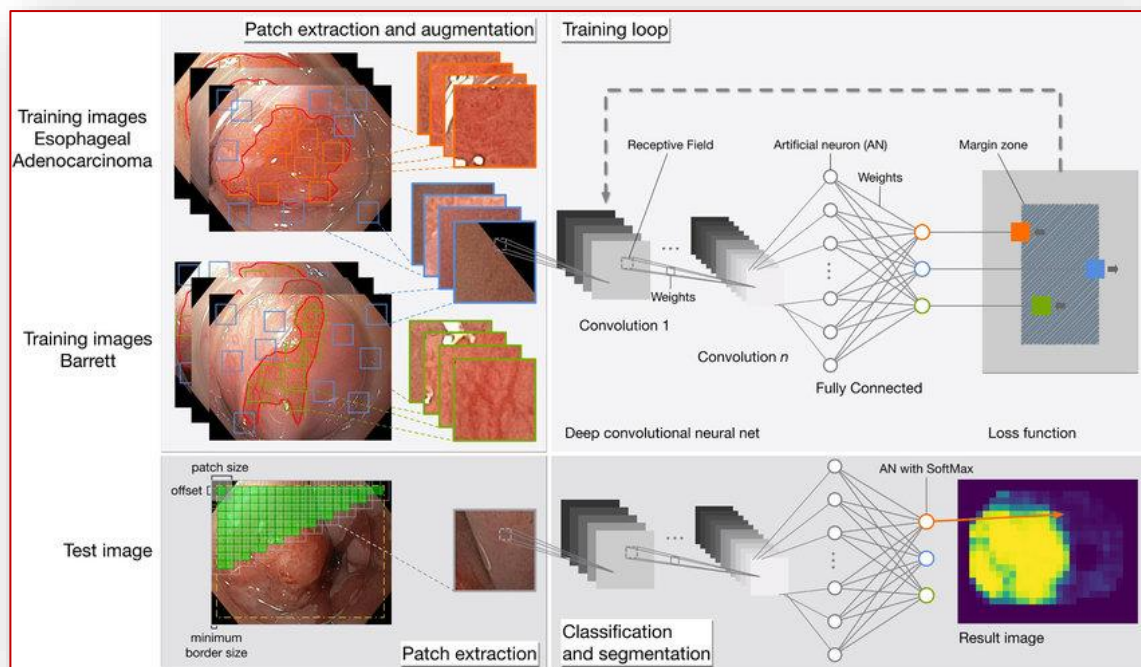 Patch extraction and augmentation
Training loop
Training images
Esophageal
Adenocarcinoma
Receptive Field
Artificial neuron (AN)
Weights
Margin zone
Weights
Convolution 1
Convolution n
Fully Connected
Training images
Barrett
Deep convolutional neural net
Loss function
patch size
offset
AN with SoftMax
Test image
minimum
border size
Patch extraction
Classification
and segmentation
Result image